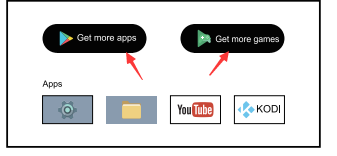 Get more apps
Get more games
Apps
YouTube
KODI